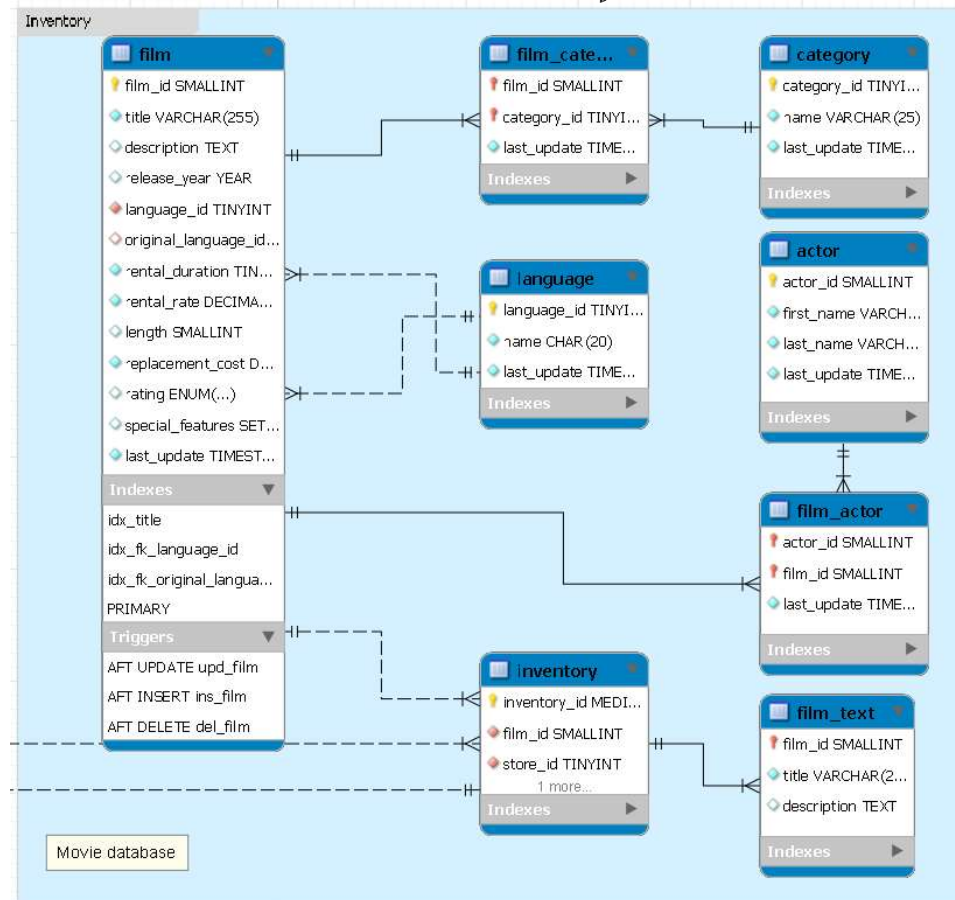 Inventory
film
film_id SMALLINT
title VARCHAR(255)
description TEXT
release_year YEAR
language_id TINYINT
original_language_id...
rental_duration TIN...
rental_rate DECIMA...
length SMALLINT
replacement_cost D...
rating ENUM(...)
special_features SET...
last_update TIMEST...
Indexes
idx_title
idx_fk_language_id
idx_fk_original_langua...
PRIMARY
Triggers
AFT UPDATE upd_film
AFT INSERT ins_film
AFT DELETE del_film
film_cate...
film_id SMALLINT
category_id TINYI...
last_update TIME...
Indexes
category
category_id TINYI...
name VARCHAR(25)
last_update TIME...
Indexes
language
language_id TINYI...
name CHAR(20)
last_update TIME...
Indexes
actor
actor_id SMALLINT
first_name VARCH...
last_name VARCH...
last_update TIME...
Indexes
film_actor
actor_id SMALLINT
film_id SMALLINT
last_update TIME...
Indexes
inventory
inventory_id MEDI...
film_id SMALLINT
store_id TINYINT
1 more...
Indexes
film_text
film_id SMALLINT
title VARCHAR(2...
description TEXT
Indexes
Movie database